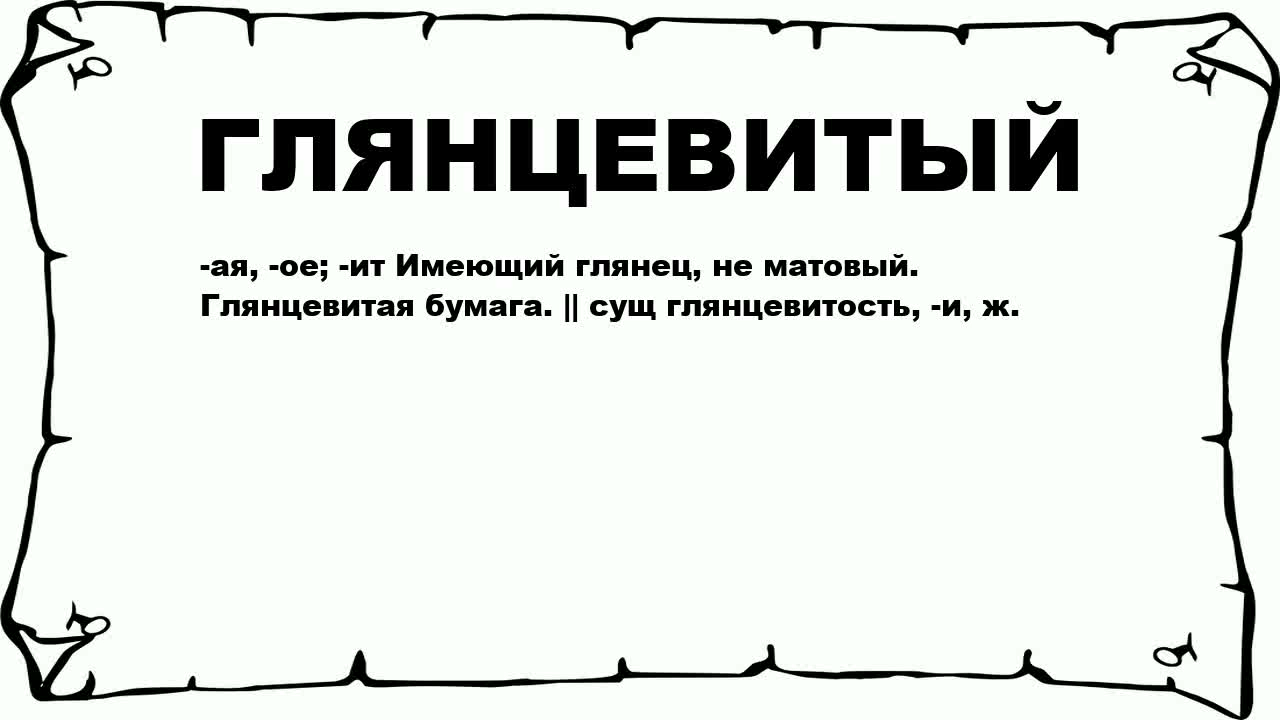 ГЛЯНЦЕВИТЫЙ
-ая, -ое; -ит Имеющий глянец, не матовый.
Глянцевитая бумага. || сущ глянцевитость, -и, ж.